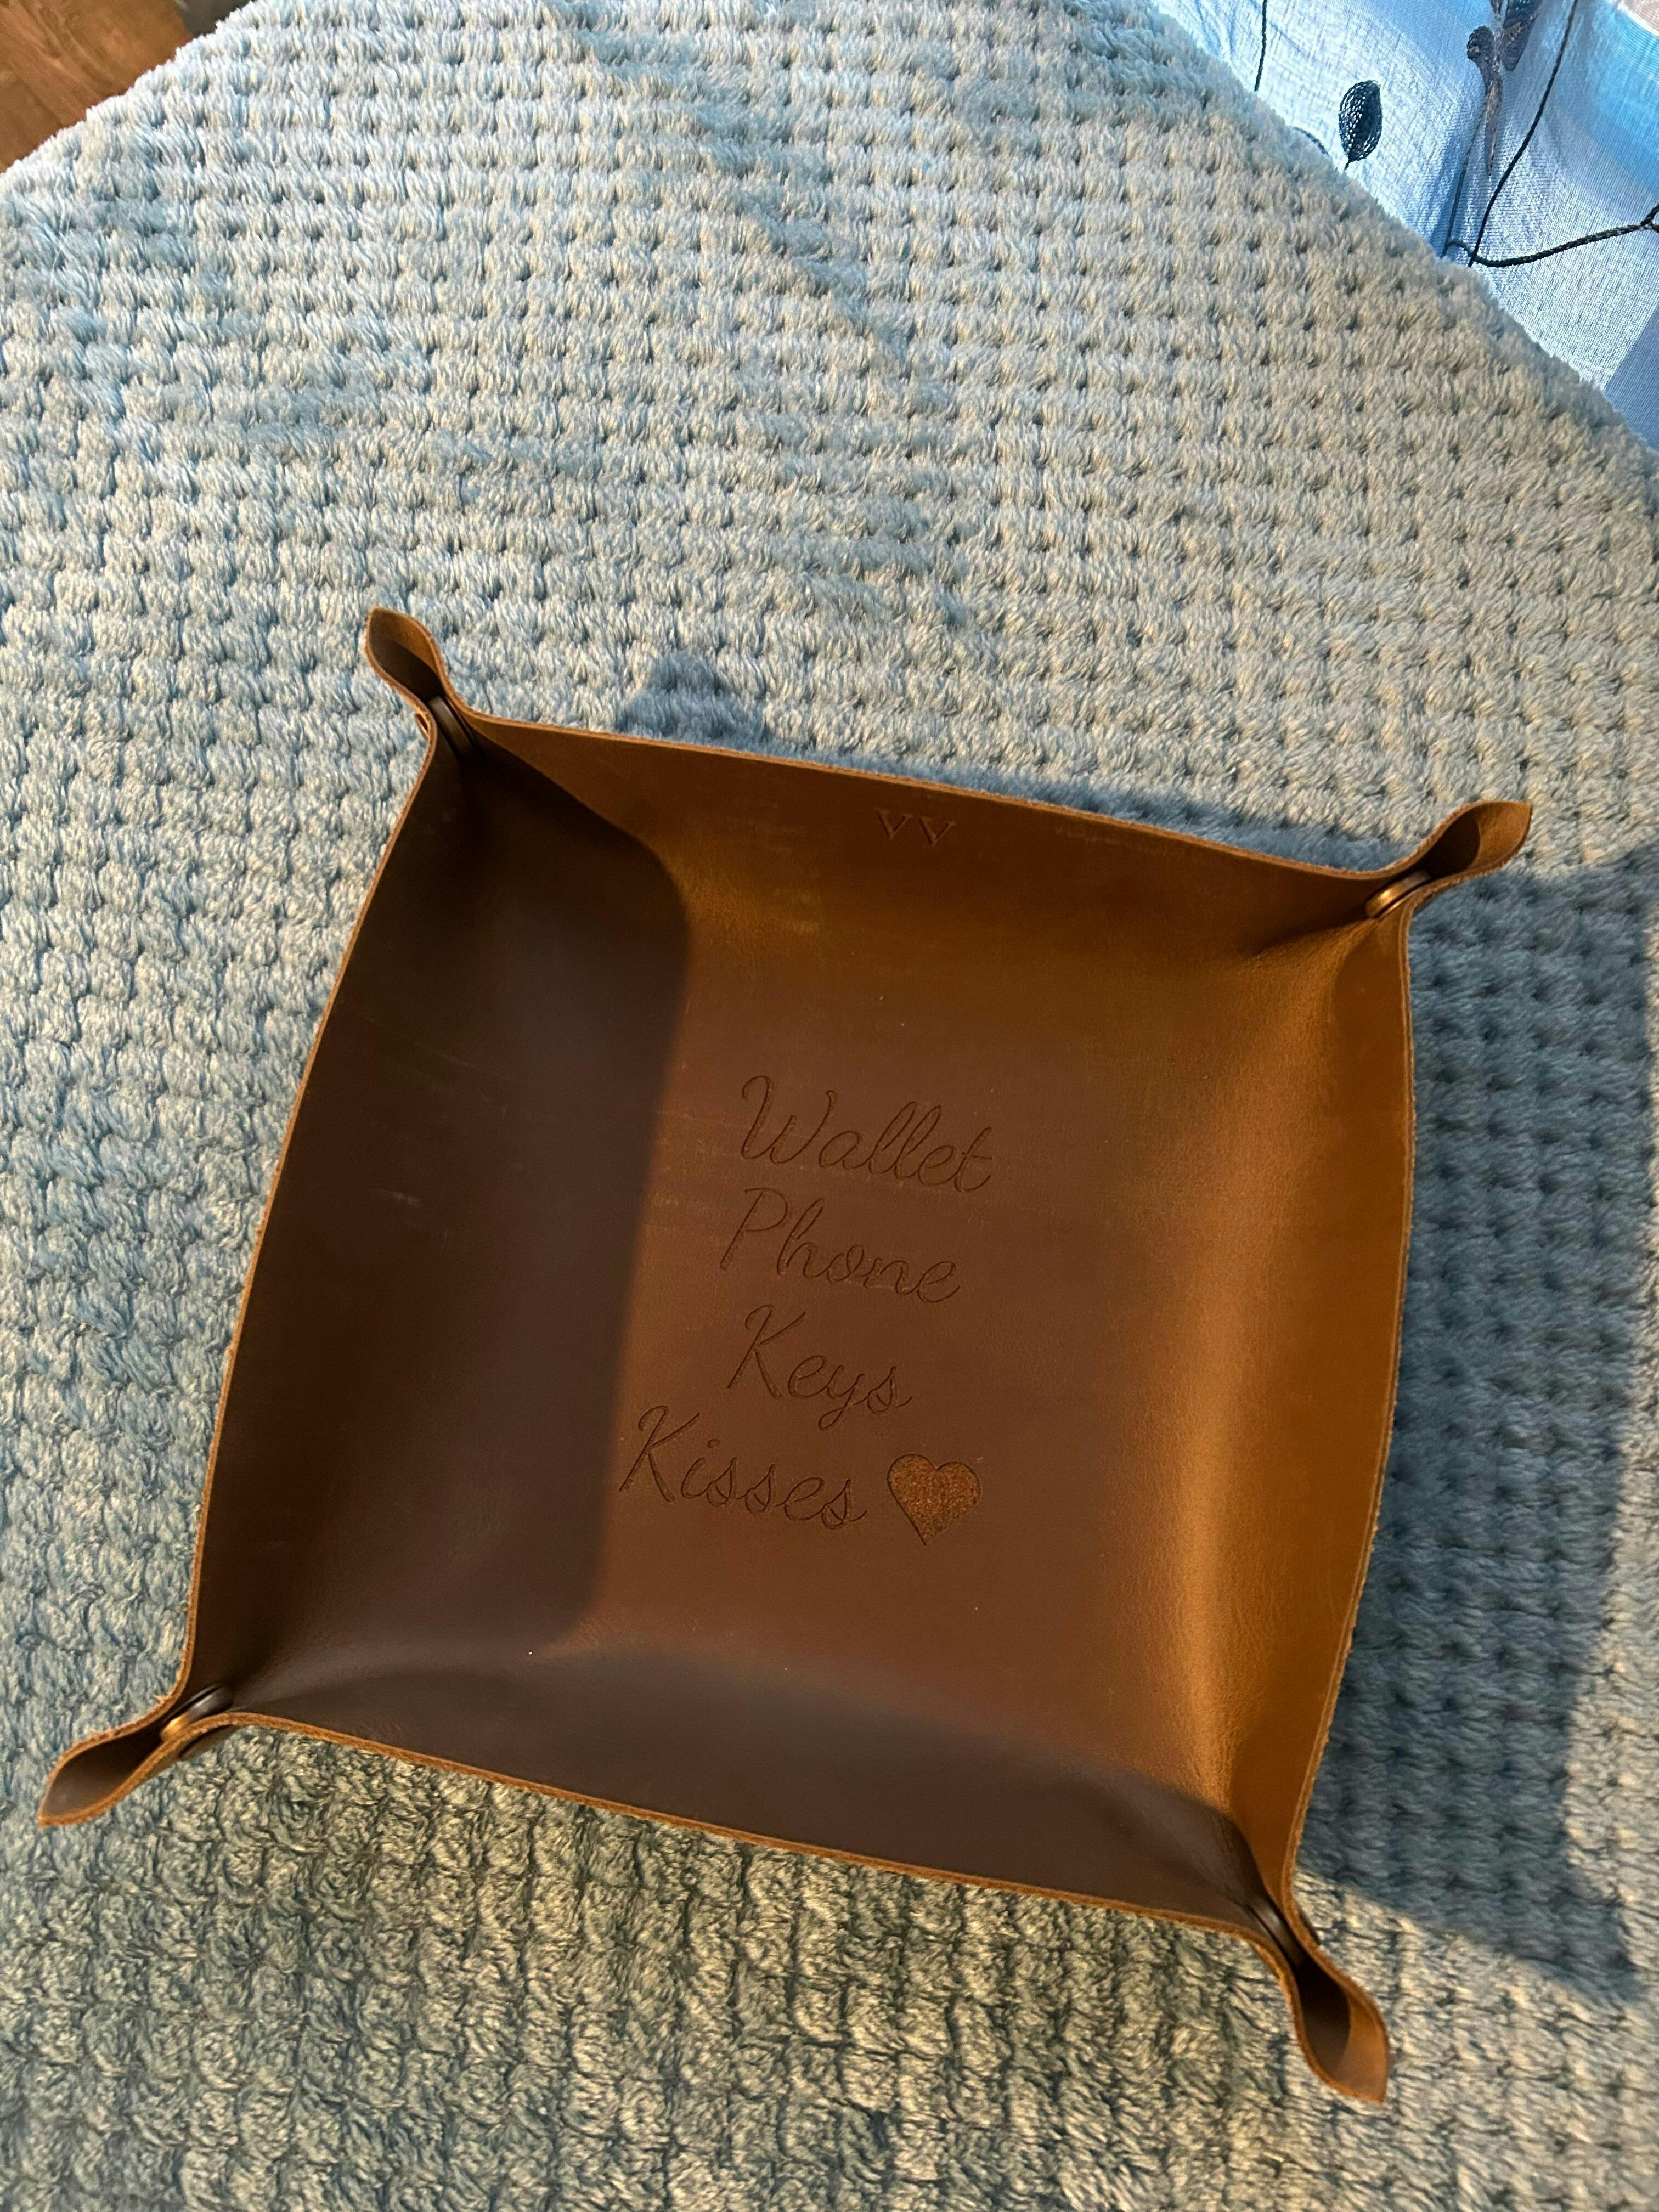 VV
Wallet
Phone
Keys
Kisses ♥